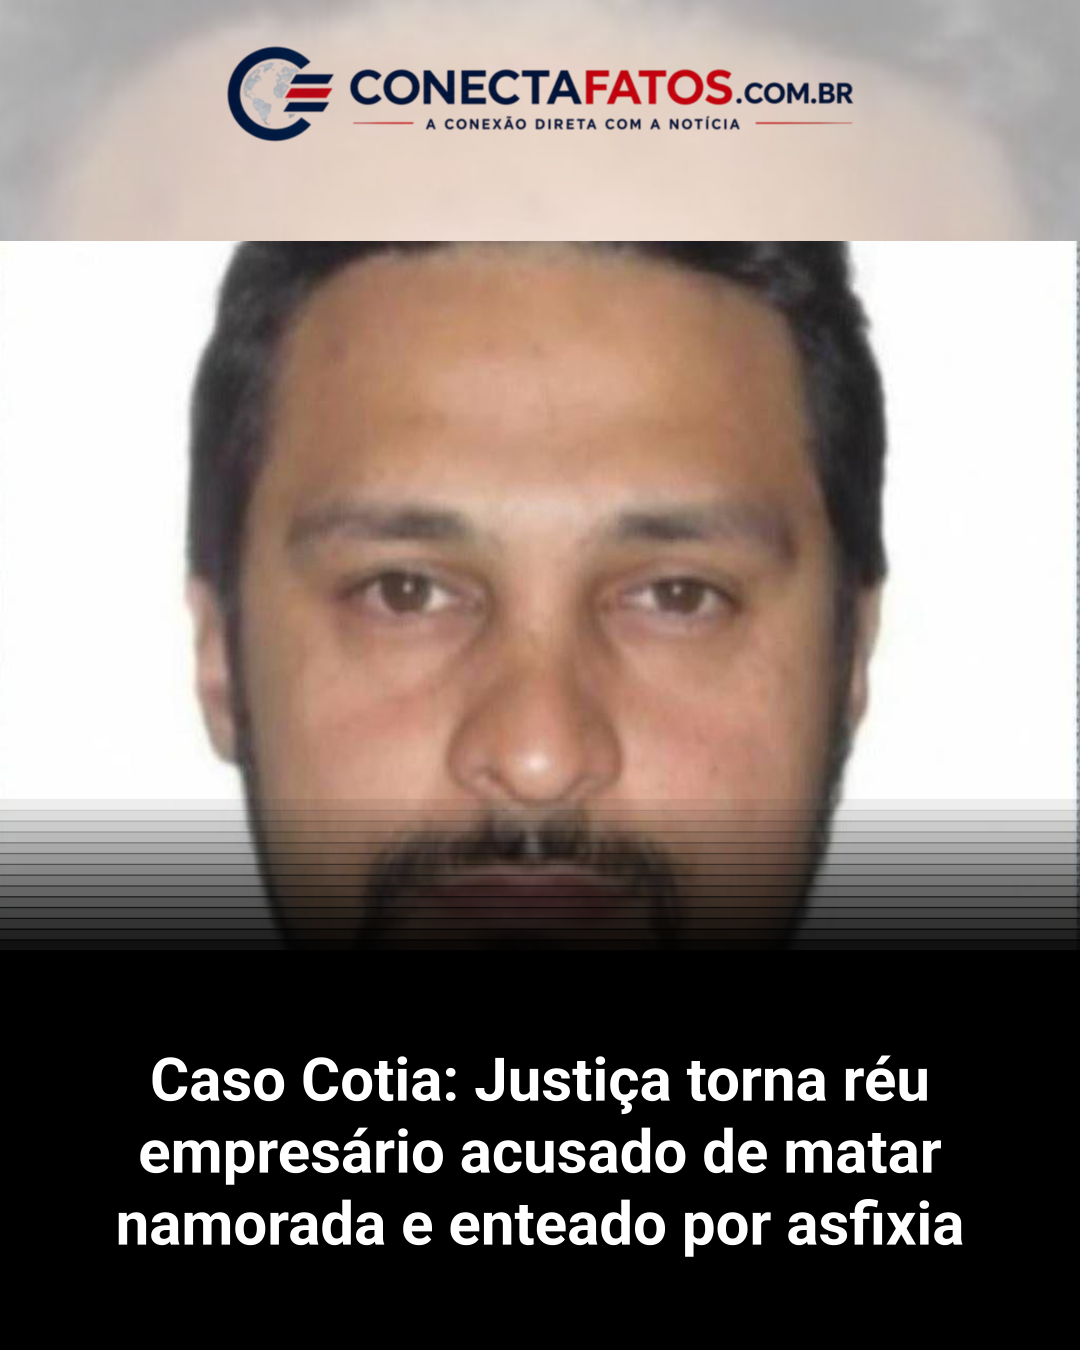 CONECTAFATOS.COM.BR
A CONEXÃO DIRETA COM A NOTÍCIA
Caso Cotia: Justiça torna réu
empresário acusado de matar
namorada e enteado por asfixia